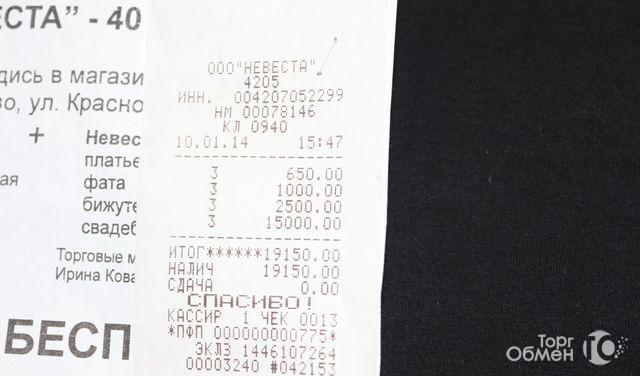 ЕСТА" - 40
дись в магази
во, ул. Красно
+ Невес
платье
ая фата
бижуте
свадеб
Торговые м
Ирина Кова
БЕСП
ООО"НЕВЕСТА"
4205
ИНН. 004207052299
НМ 00078146
КЛ 0940
10.01.14 15:47
3 650.00
3 1000.00
3 2500.00
3 15000.00
ИТОГ******19150.00
НАЛИЧ 19150.00
СДАЧА 0.00
СПАСИБО!
КАССИР 1 ЧЕК 0013
*ПФП 000000000775*
ЭКЛЗ 1446107264
00003240 #042153
Торг
Обмен